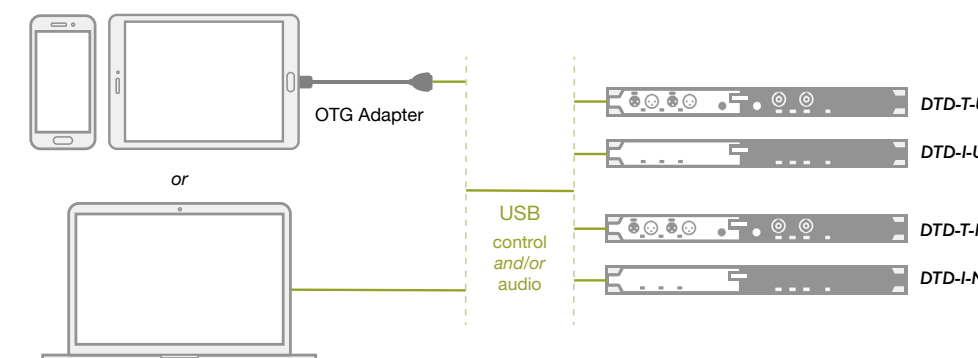 OTG Adapter
or
USB
control
and/or
audio
DTD-T-
DTD-I-
DTD-T-
DTD-I-